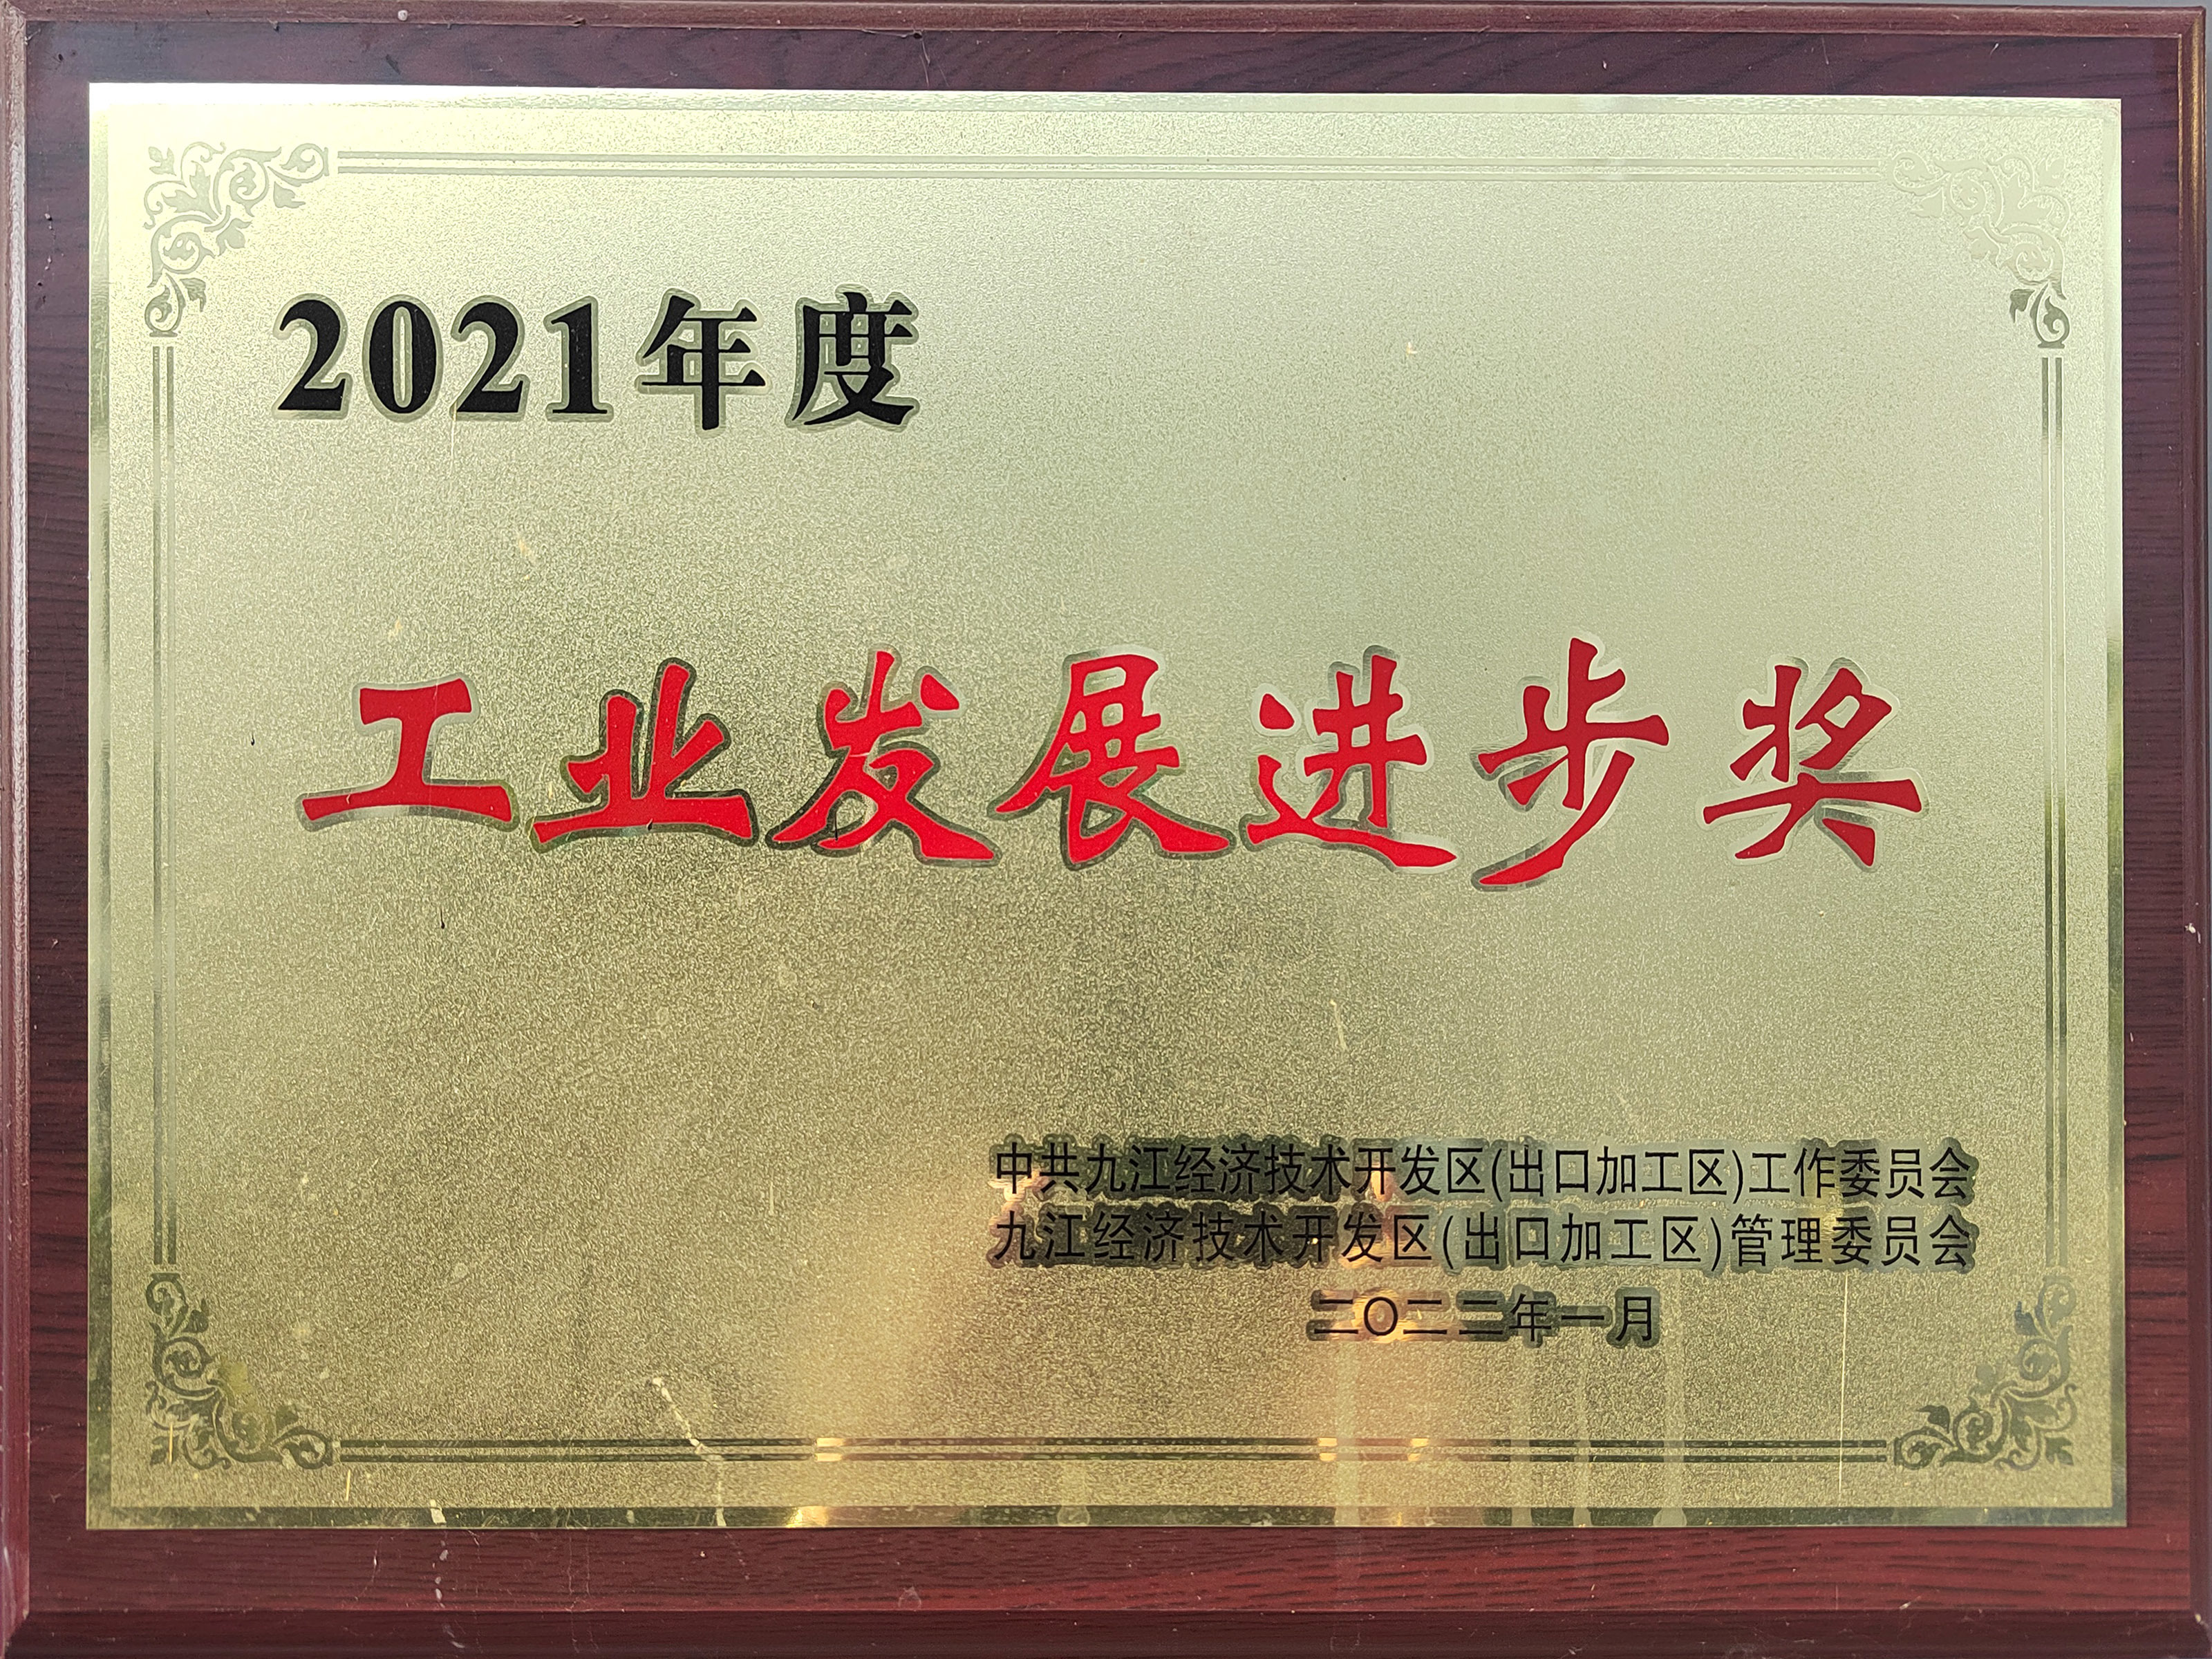 2021年度
工业发展进步奖
中共九江经济技术开发区(出口加工区)工作委员会
九江经济技术开发区(出口加工区)管理委员会
二〇二二年一月